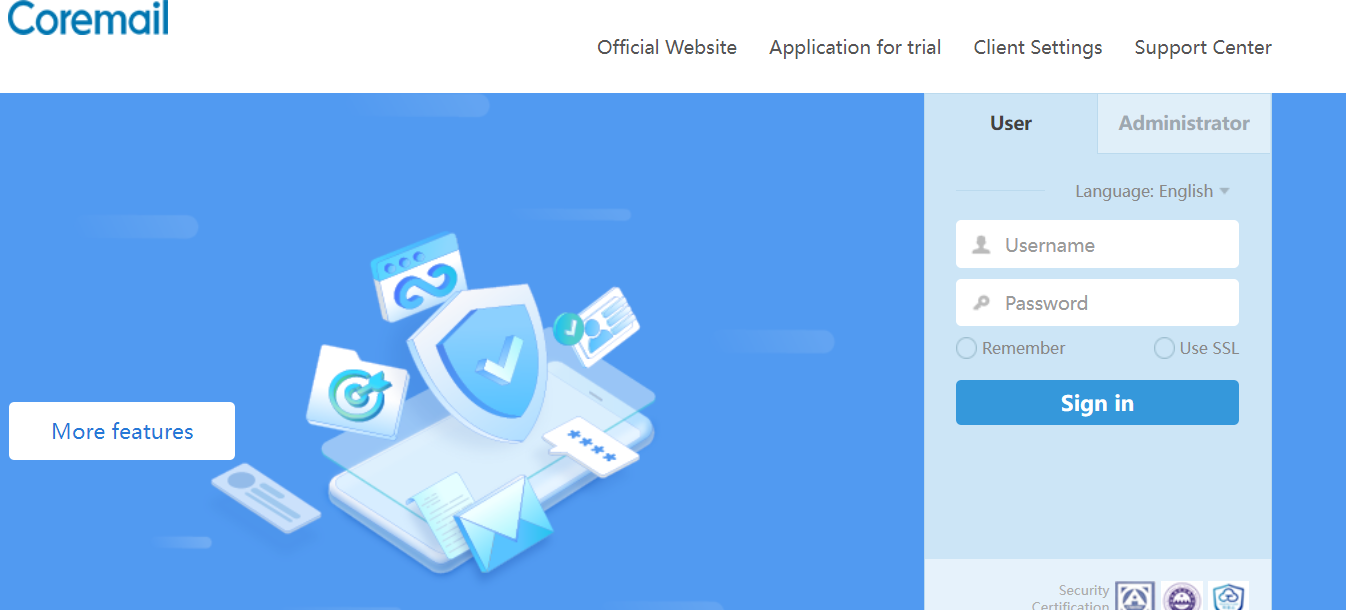 Coremail
Official Website Application for trial Client Settings Support Center
User Administrator
Language: English
Username
Password
Remember Use SSL
Sign in
More features
****
Security
Certification